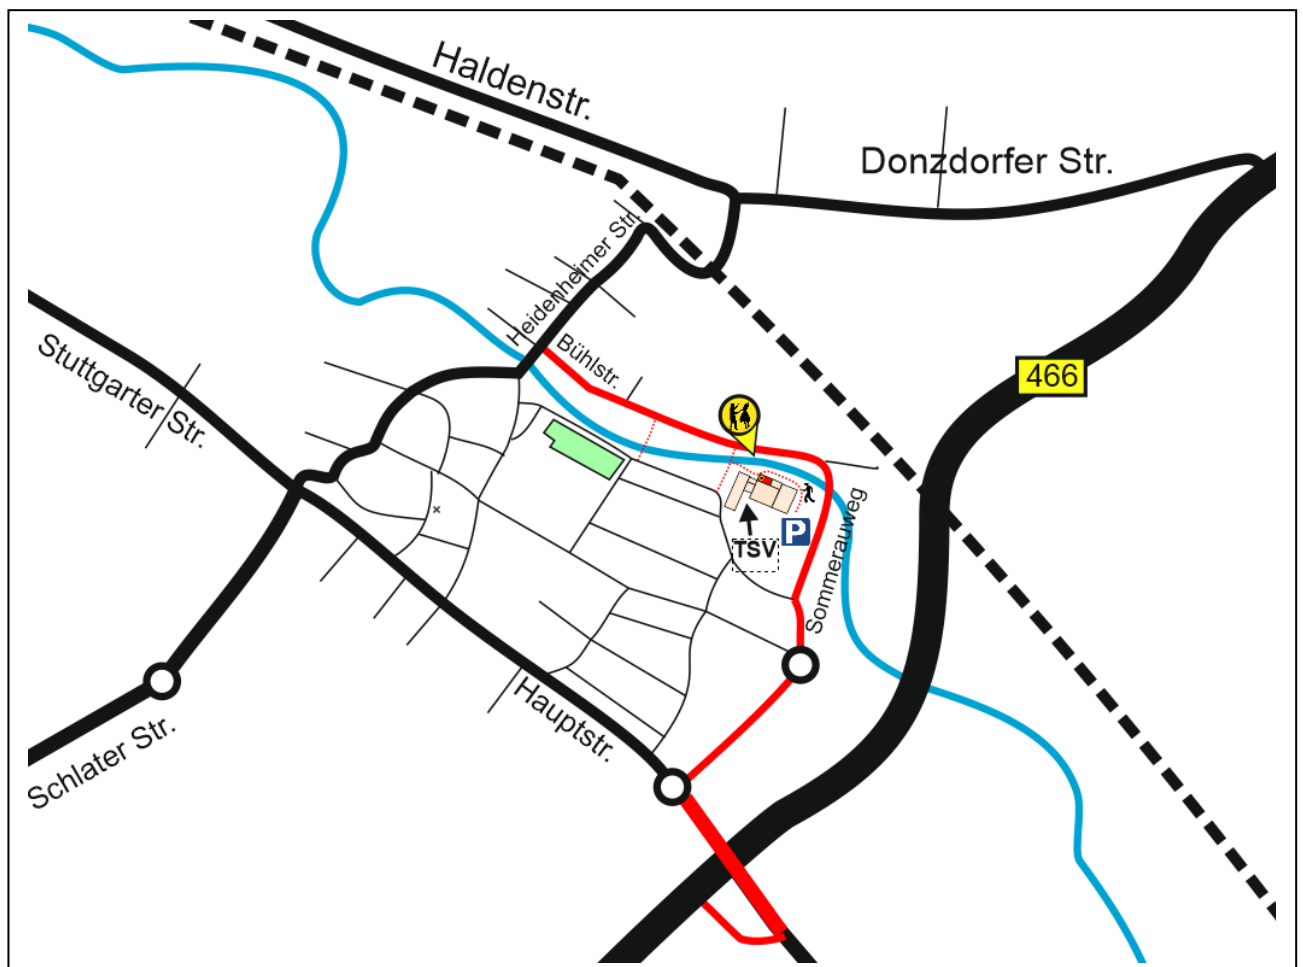 Haldenstr.
Donzdorfer Str.
Heidenheimer Str.
Stuttgarter Str.
Bühlstr.
466
Sommerauweg
P
TSV
Hauptstr.
Schlater Str.